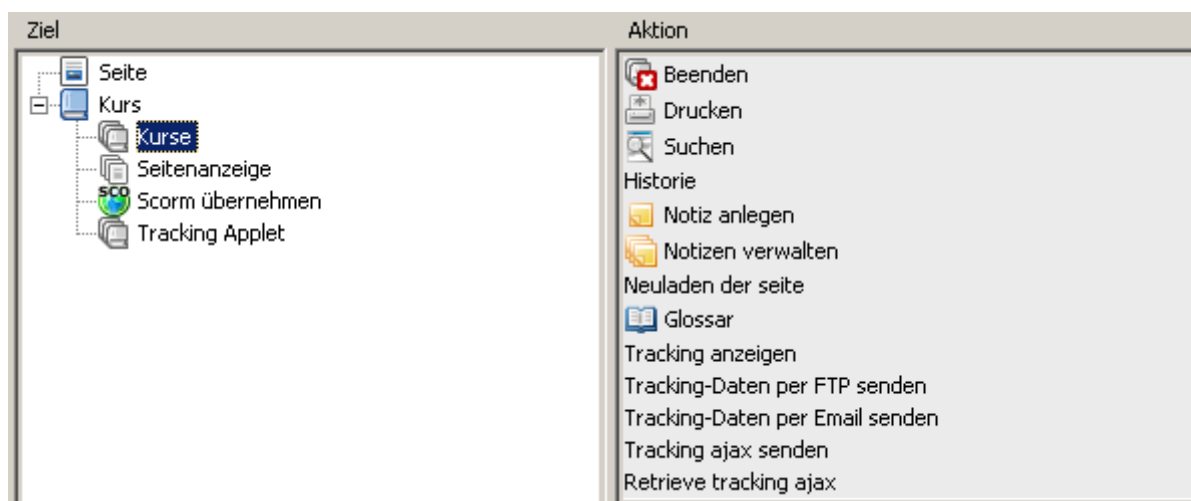 Ziel
Seite
Kurs
Kurse
Seitenanzeige
SCO
Scorm übernehmen
Tracking Applet
Aktion
Beenden
Drucken
Suchen
Historie
Notiz anlegen
Notizen verwalten
Neuladen der seite
Glossar
Tracking anzeigen
Tracking-Daten per FTP senden
Tracking-Daten per Email senden
Tracking ajax senden
Retrieve tracking ajax